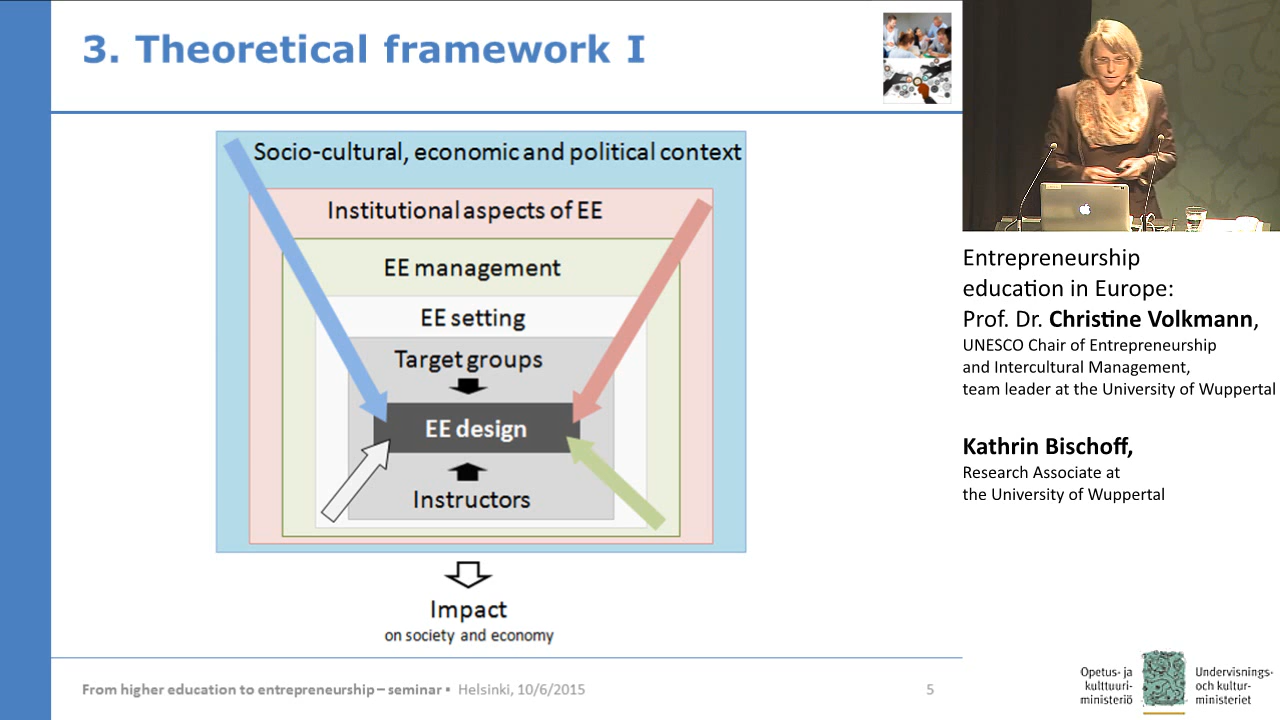 3. Theoretical framework I
Socio-cultural, economic and political context
Institutional aspects of EE
EE management
EE setting
Target groups
EE design
Instructors
Impact
on society and economy
From higher education to entrepreneurship – seminar ▪ Helsinki, 10/6/2015
5
Entrepreneurship
education in Europe:
Prof. Dr. Christine Volkmann,
UNESCO Chair of Entrepreneurship
and Intercultural Management,
team leader at the University of Wuppertal
Kathrin Bischoff,
Research Associate at
the University of Wuppertal
Opetus- ja
kulttuuri-
ministeriö
Undervisnings-
och kultur-
ministeriet